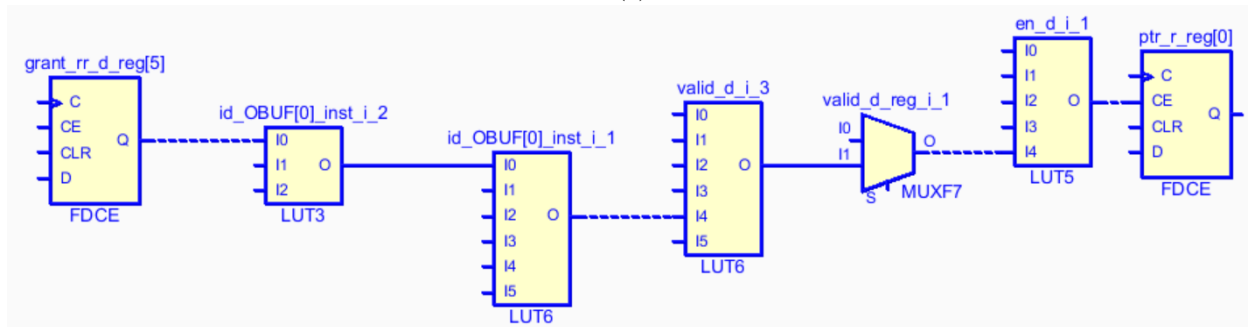 grant_rr_d_reg[5]
C
CE
CLR
D
Q
FDCE
id_OBUF[0]_inst_i_2
I0
I1
I2
O
LUT3
id_OBUF[0]_inst_i_1
I0
I1
I2
I3
I4
I5
O
LUT6
valid_d_i_3
I0
I1
I2
I3
I4
I5
O
LUT6
valid_d_reg_i_1
I0
I1
S
O
MUXF7
en_d_i_1
I0
I1
I2
I3
I4
O
LUT5
ptr_r_reg[0]
C
CE
CLR
D
Q
FDCE